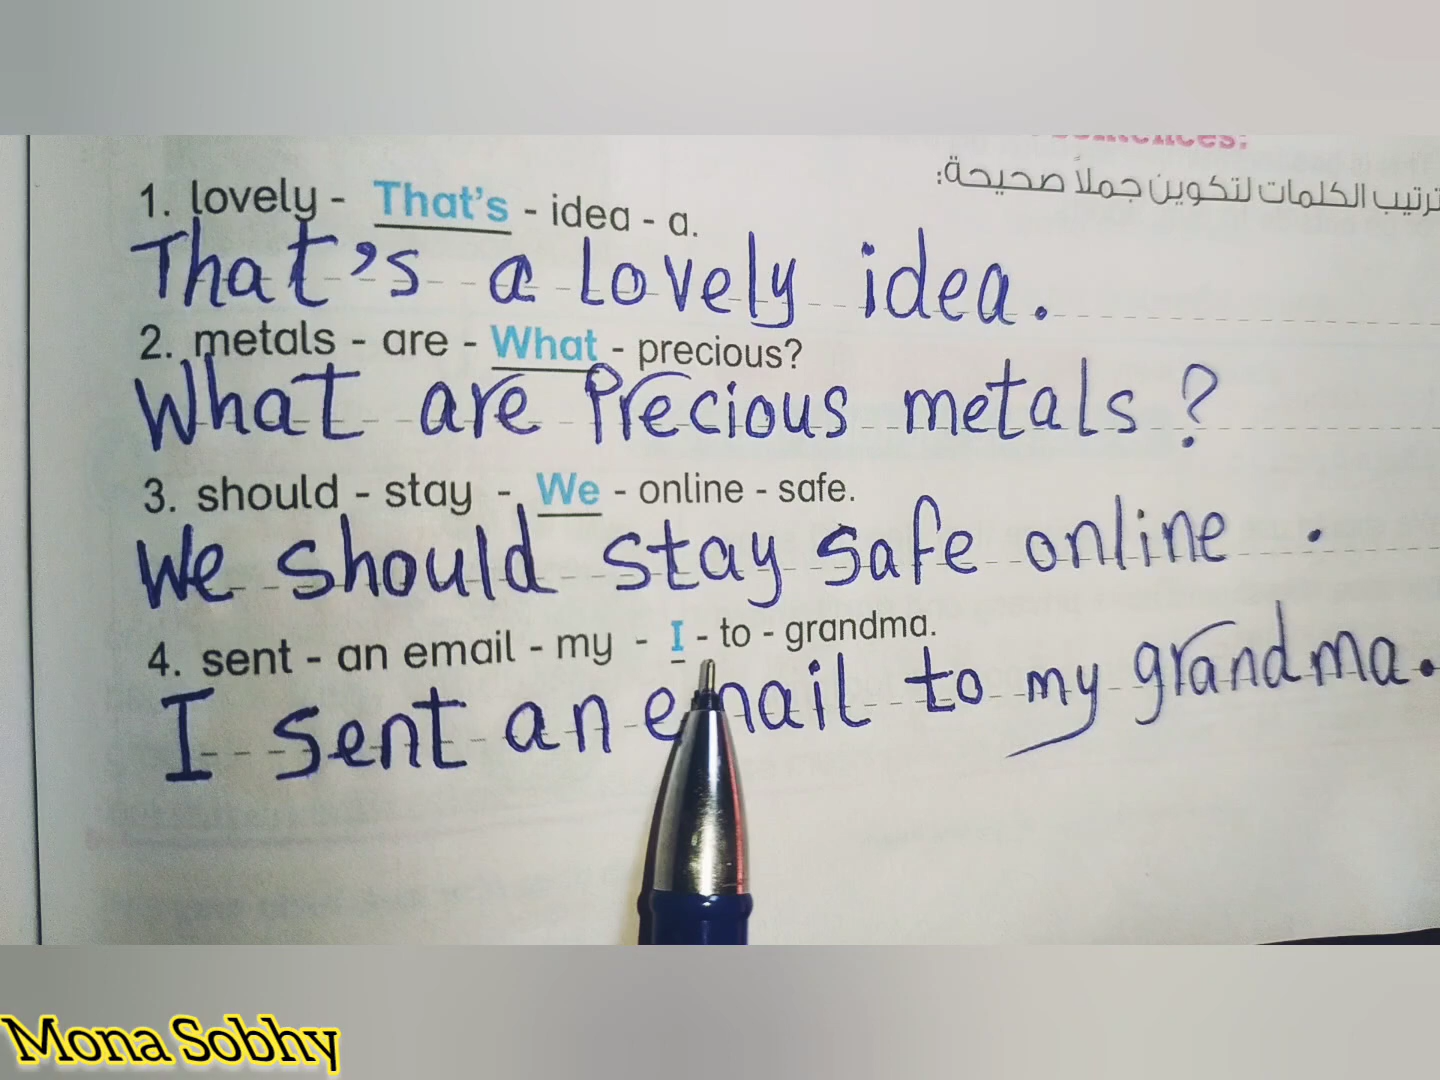 sentences:
ترتيب الكلمات لتكوين جملاً صحيحة:
1. lovely - That's - idea - a.
That's a lovely idea.
2. metals - are - What - precious?
What are Precious metals ?
3. should - stay - We - online - safe.
We should stay safe online .
4. sent - an email - my - I - to - grandma.
I sent an email to my grandma.
Mona Sobhy